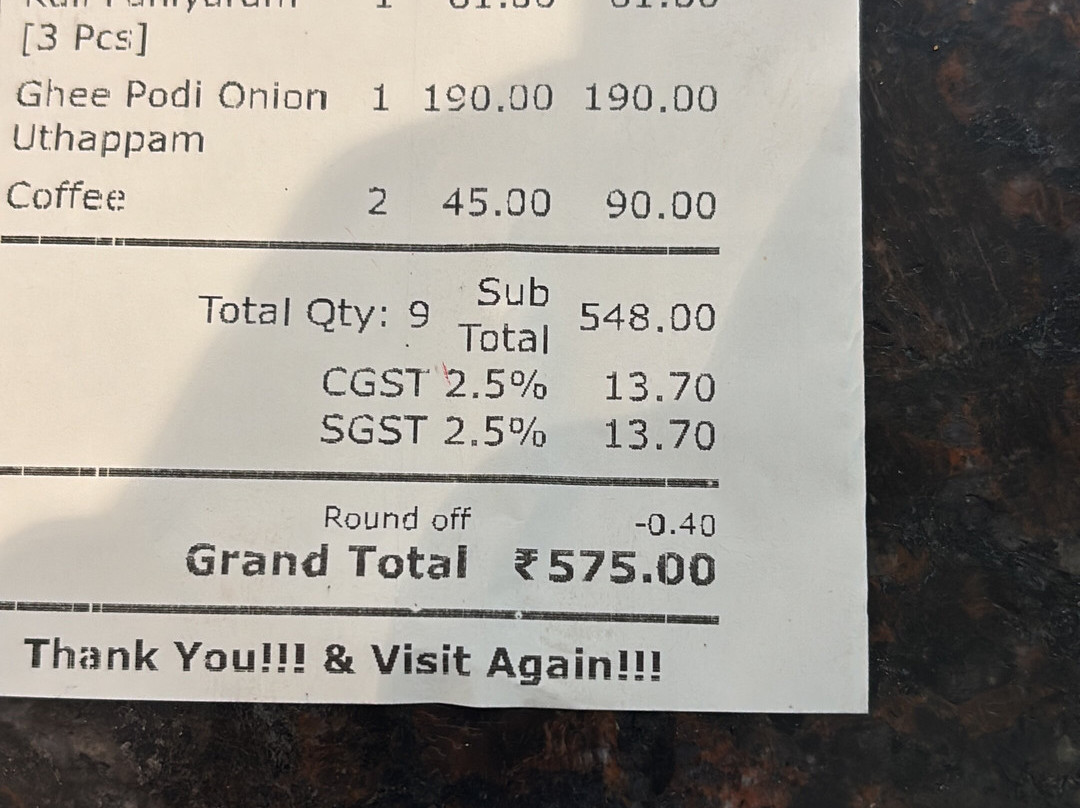 [3 Pcs]
Ghee Podi Onion 1 190.00 190.00
Uthappam
Coffee 2 45.00 90.00
Total Qty: 9 Sub Total 548.00
CGST 2.5% 13.70
SGST 2.5% 13.70
Round off -0.40
Grand Total ₹575.00
Thank You!!! & Visit Again!!!